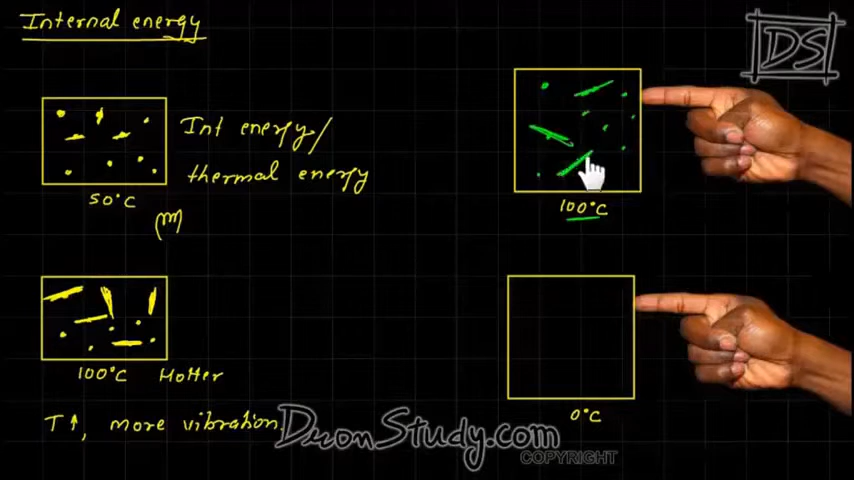 Internal energy
DS
Int energy/
thermal energy
50°C
(m)
100°C
100°C Hotter
0°C
T↑, more vibration.
DronStudy.com
COPYRIGHT